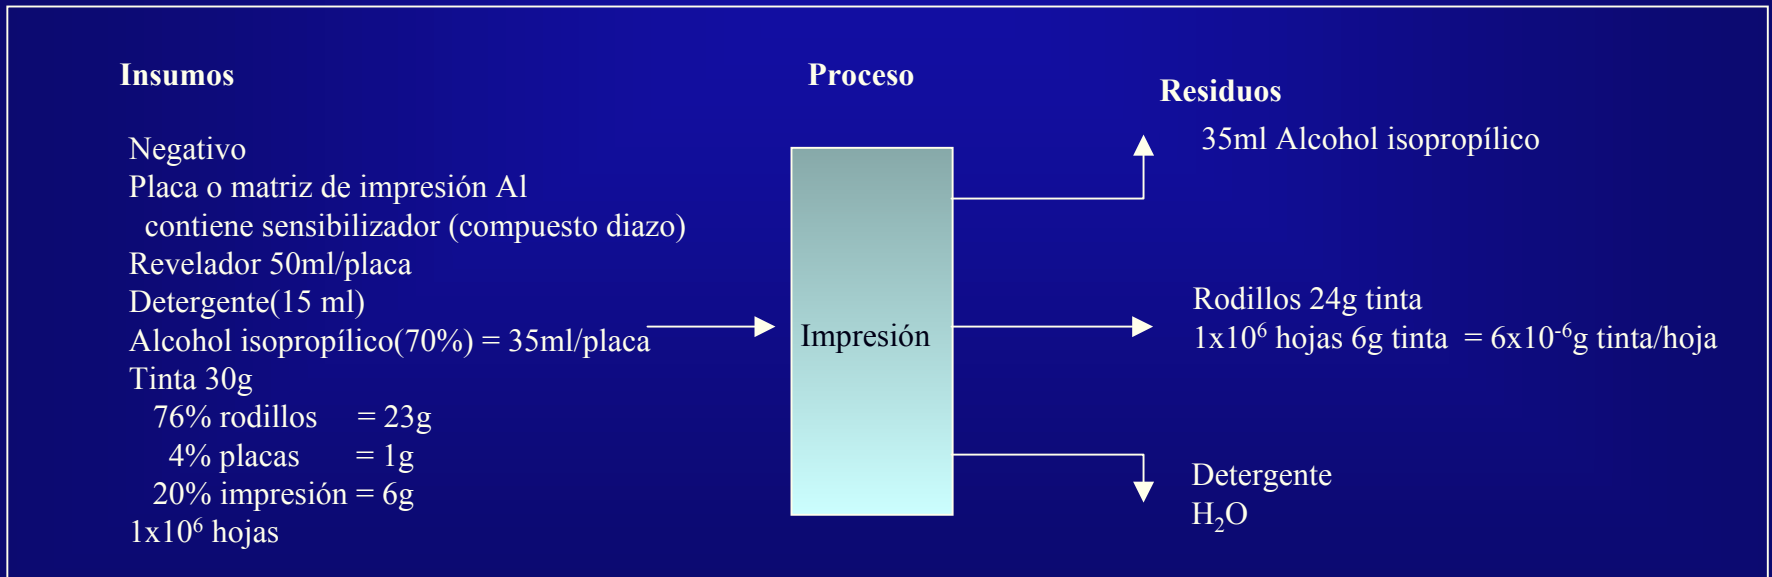 Insumos
Negativo
Placa o matriz de impresión Al
contiene sensibilizador (compuesto diazo)
Revelador 50ml/placa
Detergente(15 ml)
Alcohol isopropílico(70%) = 35ml/placa
Tinta 30g
76% rodillos = 23g
4% placas = 1g
20% impresión = 6g
1x10⁶ hojas
Proceso
Impresión
Residuos
35ml Alcohol isopropílico
Rodillos 24g tinta
1x10⁶ hojas 6g tinta = 6x10⁻⁶g tinta/hoja
Detergente
H₂O